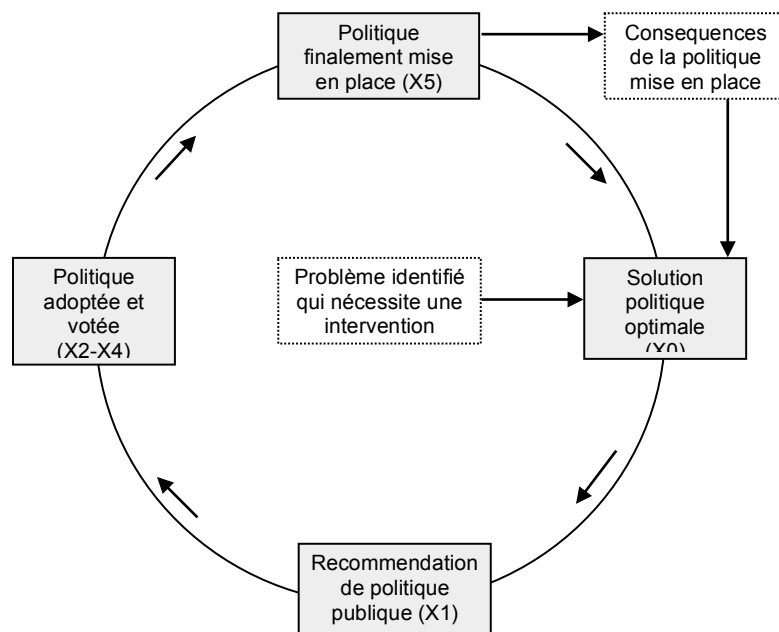 Politique
finalement mise
en place (X5)
Consequences
de la politique
mise en place
Politique
adoptée et
votée
(X2-X4)
Problème identifié
qui nécessite une
intervention
Solution
politique
optimale
(X0)
Recommendation
de politique
publique (X1)